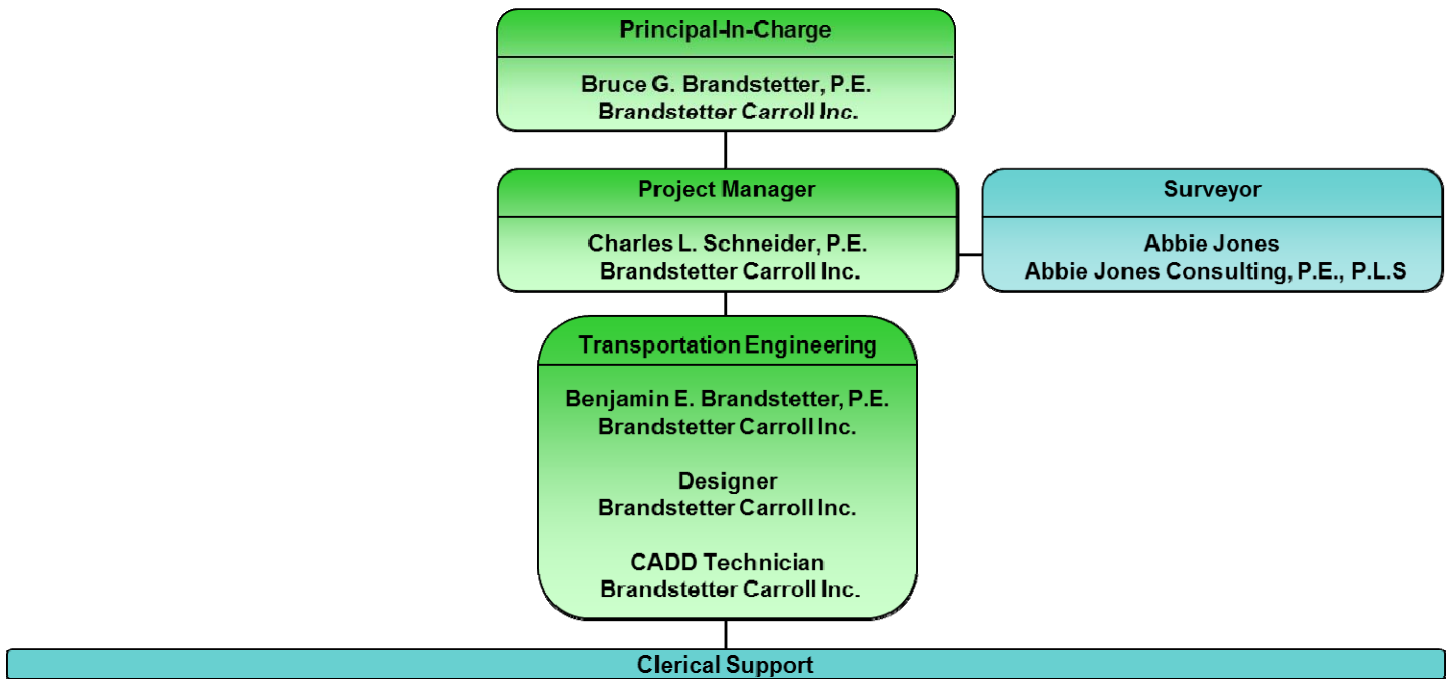 Principal-In-Charge
Bruce G. Brandstetter, P.E.
Brandstetter Carroll Inc.
Project Manager
Charles L. Schneider, P.E.
Brandstetter Carroll Inc.
Surveyor
Abbie Jones
Abbie Jones Consulting, P.E., P.L.S
Transportation Engineering
Benjamin E. Brandstetter, P.E.
Brandstetter Carroll Inc.
Designer
Brandstetter Carroll Inc.
CADD Technician
Brandstetter Carroll Inc.
Clerical Support